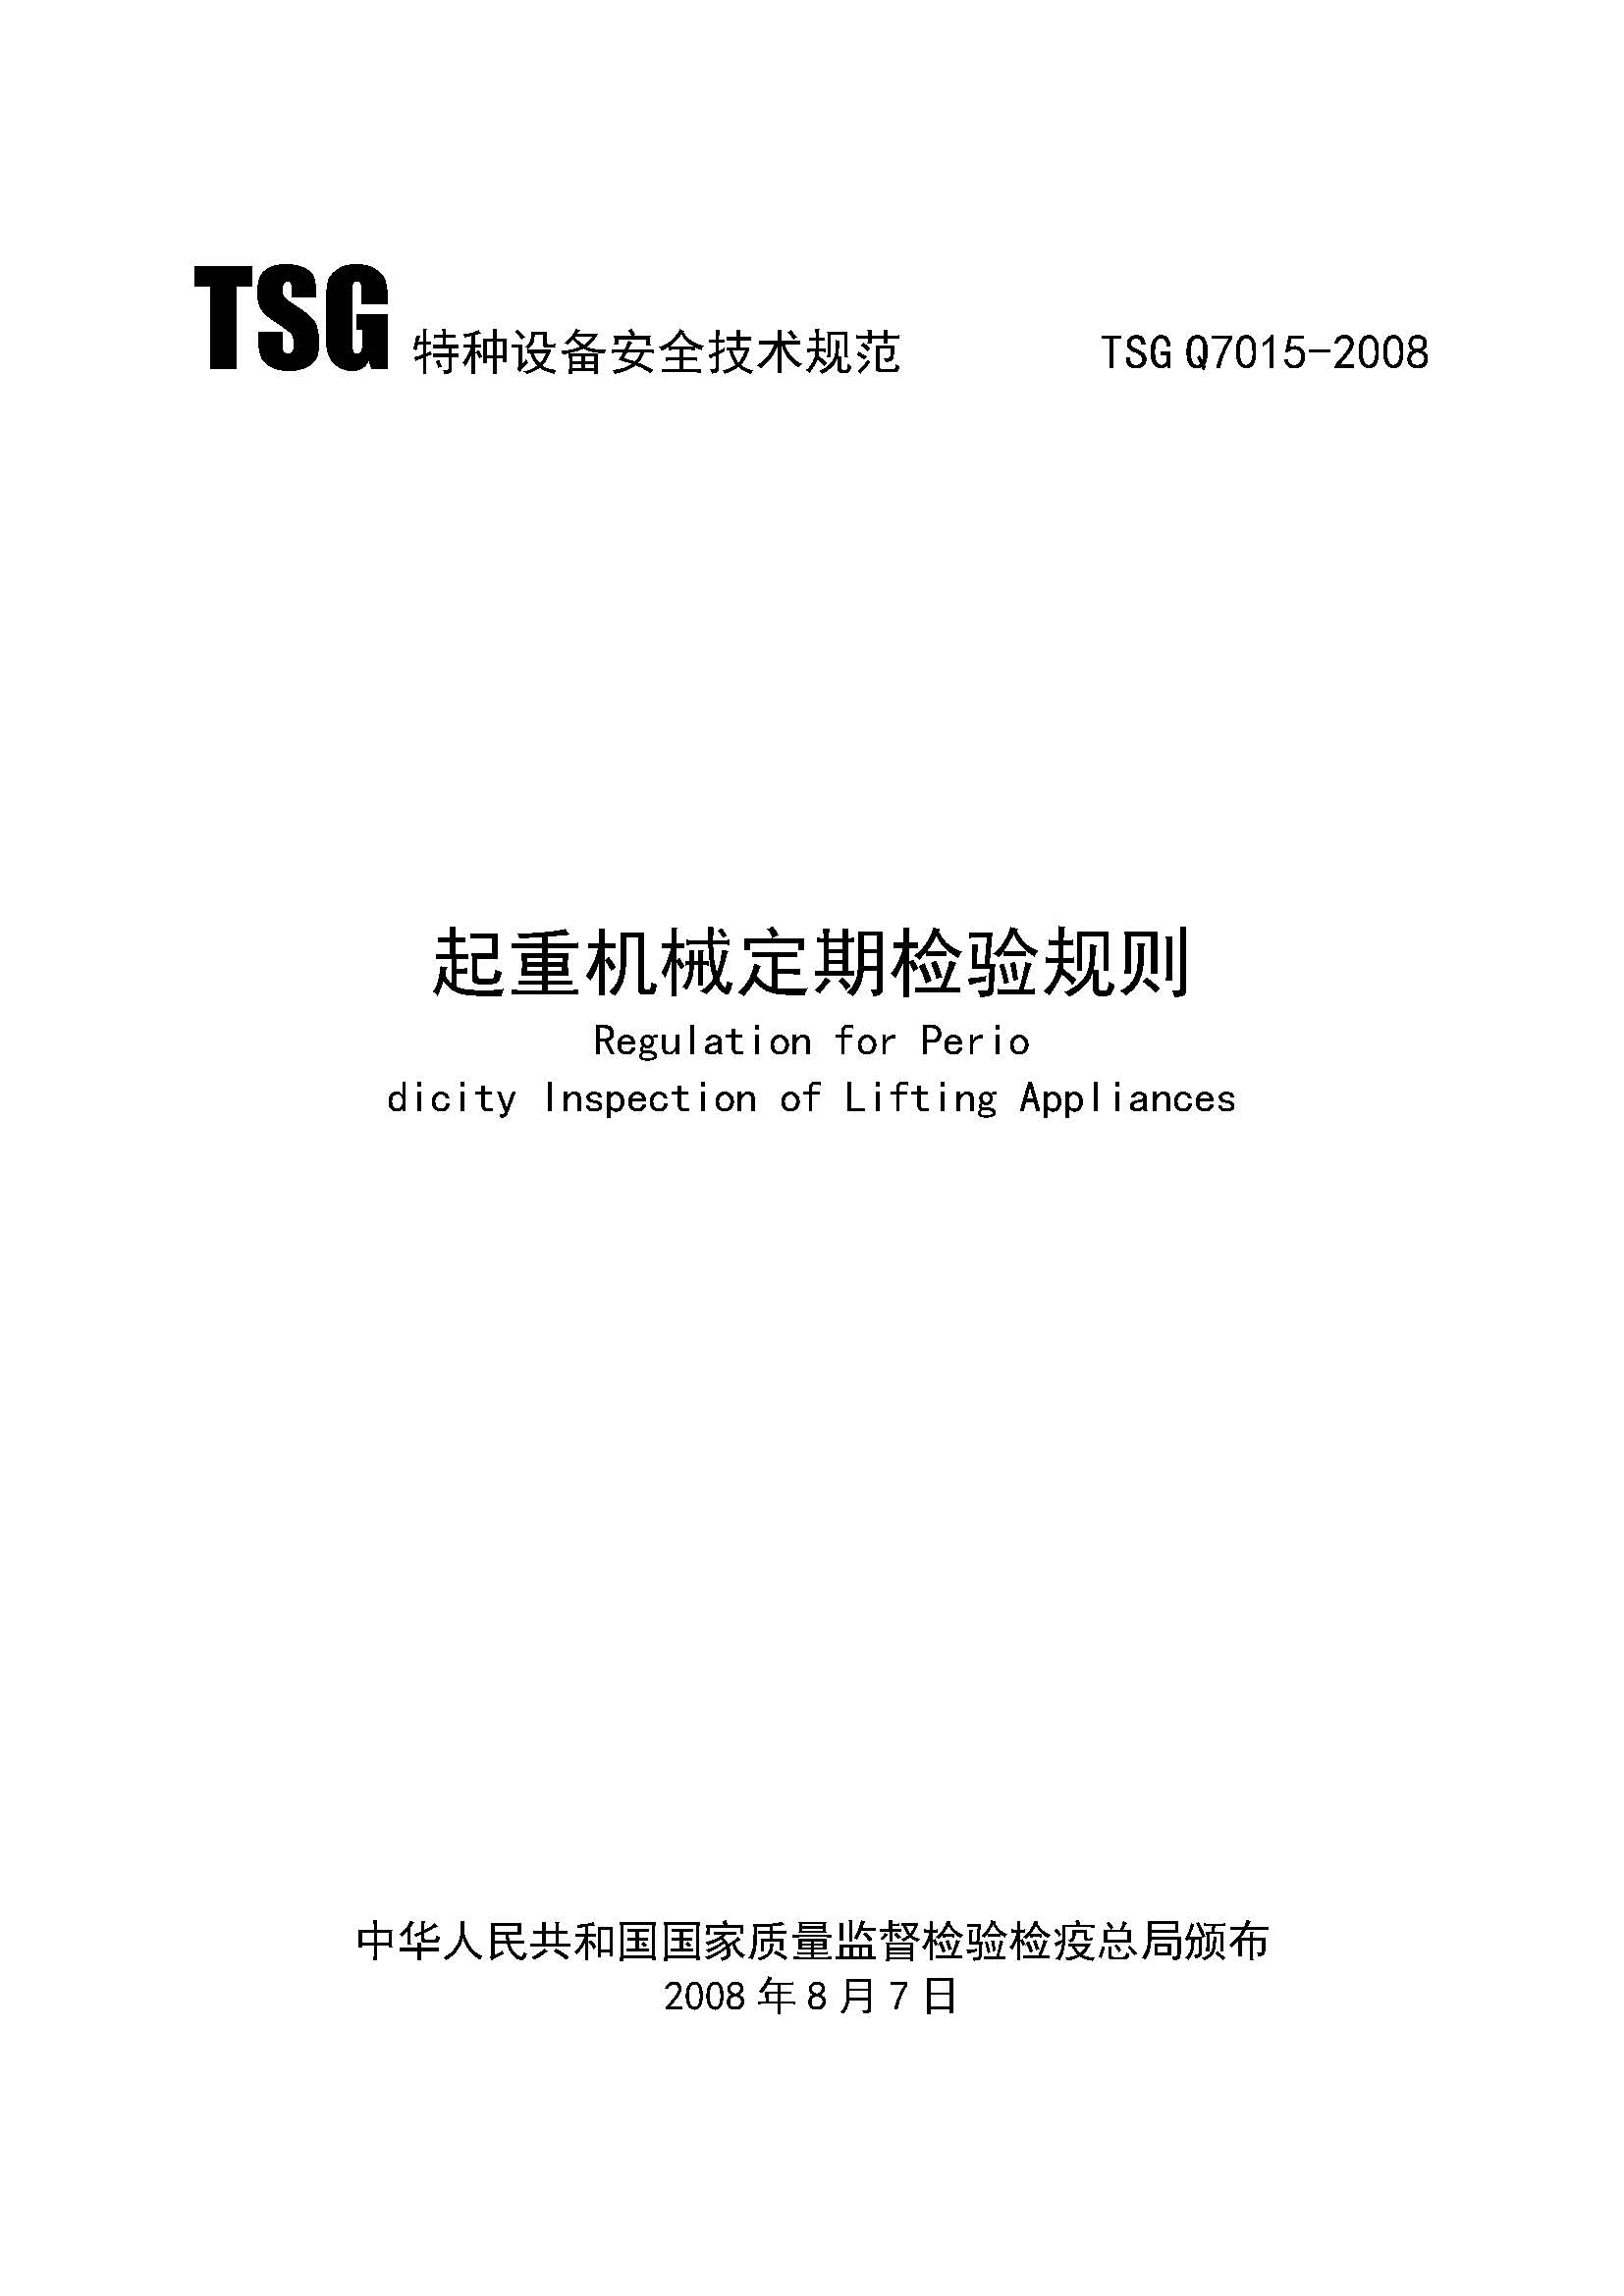 TSG 特种设备安全技术规范 TSG Q7015-2008
起重机械定期检验规则
Regulation for Perio
dicity Inspection of Lifting Appliances
中华人民共和国国家质量监督检验检疫总局颁布
2008 年 8 月 7 日